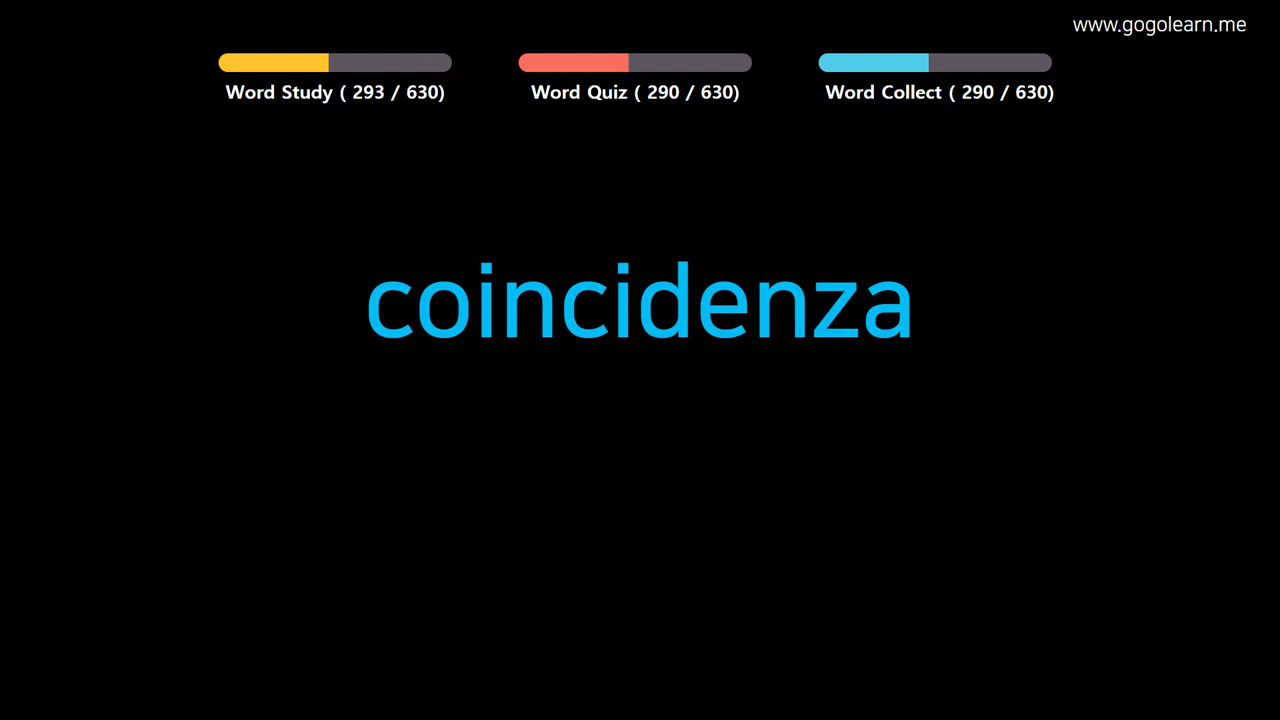 www.gogolearn.me
Word Study ( 293 / 630)
Word Quiz ( 290 / 630)
Word Collect ( 290 / 630)
coincidenza